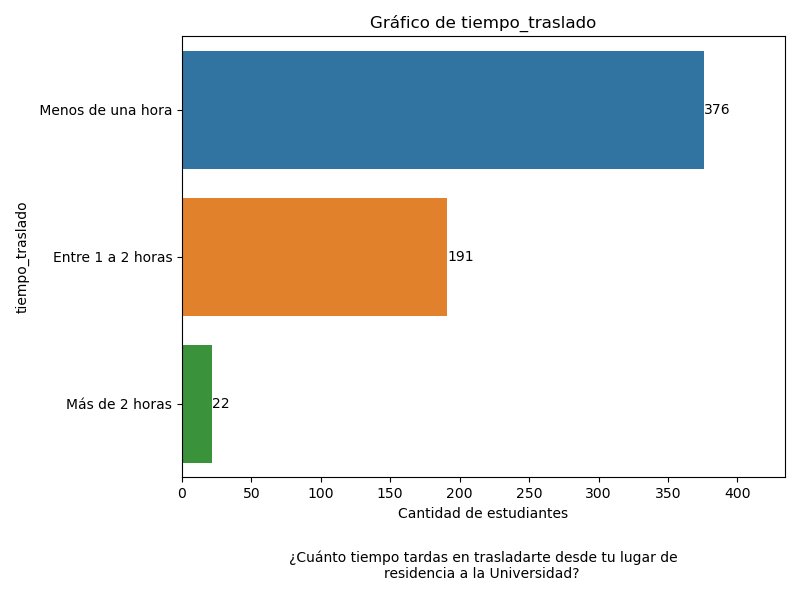 Gráfico de tiempo_traslado
Menos de una hora
376
tiempo_traslado
Entre 1 a 2 horas
191
Más de 2 horas
22
0 50 100 150 200 250 300 350 400
Cantidad de estudiantes
¿Cuánto tiempo tardas en trasladarte desde tu lugar de
residencia a la Universidad?